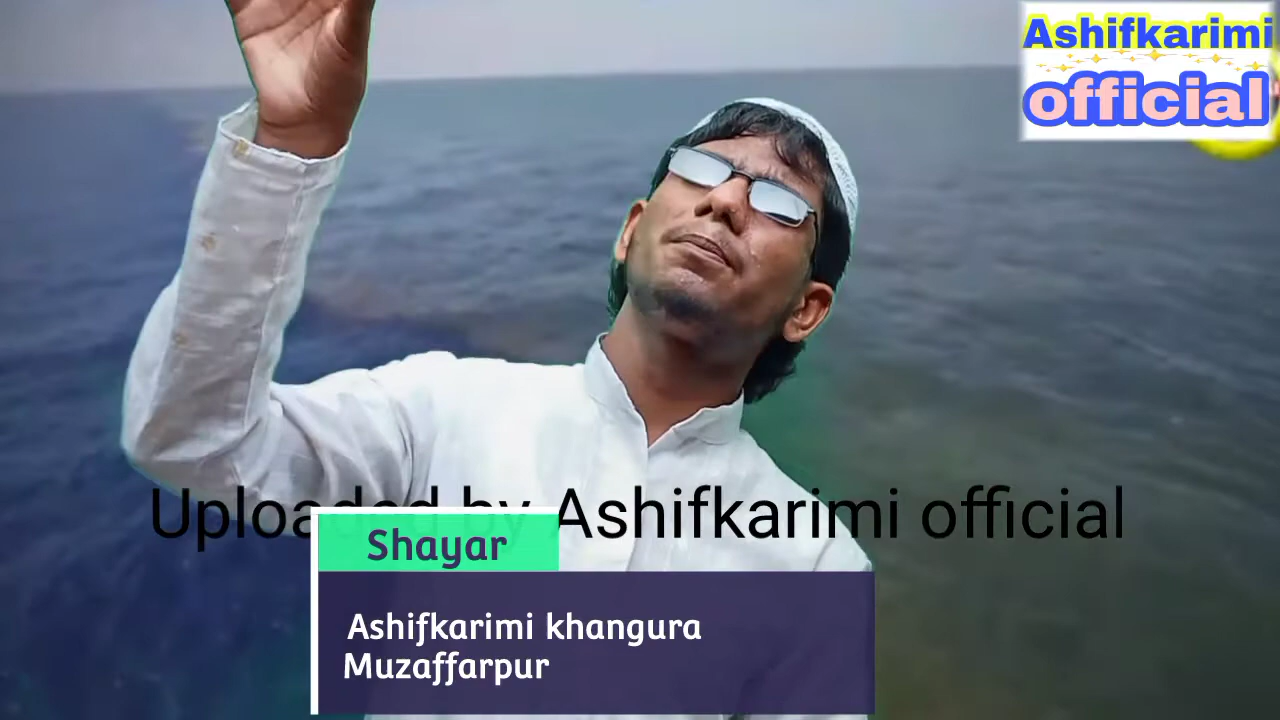 Ashifkarimi
official
Uploaded by Ashifkarimi official
Shayar
Ashifkarimi khangura
Muzaffarpur